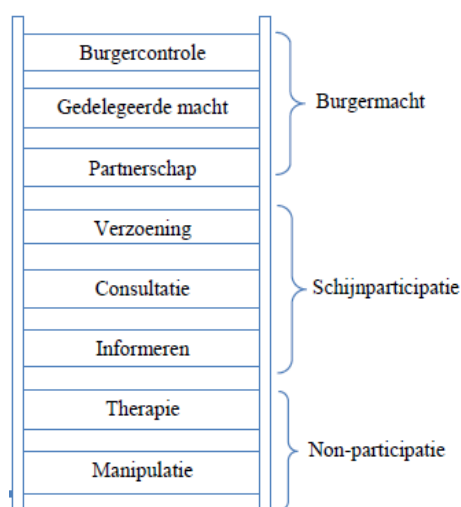 Burgercontrole
Gedelegeerde macht
Burgermacht
Partnerschap
Verzoening
Consultatie
Schijnparticipatie
Informeren
Therapie
Non-participatie
Manipulatie